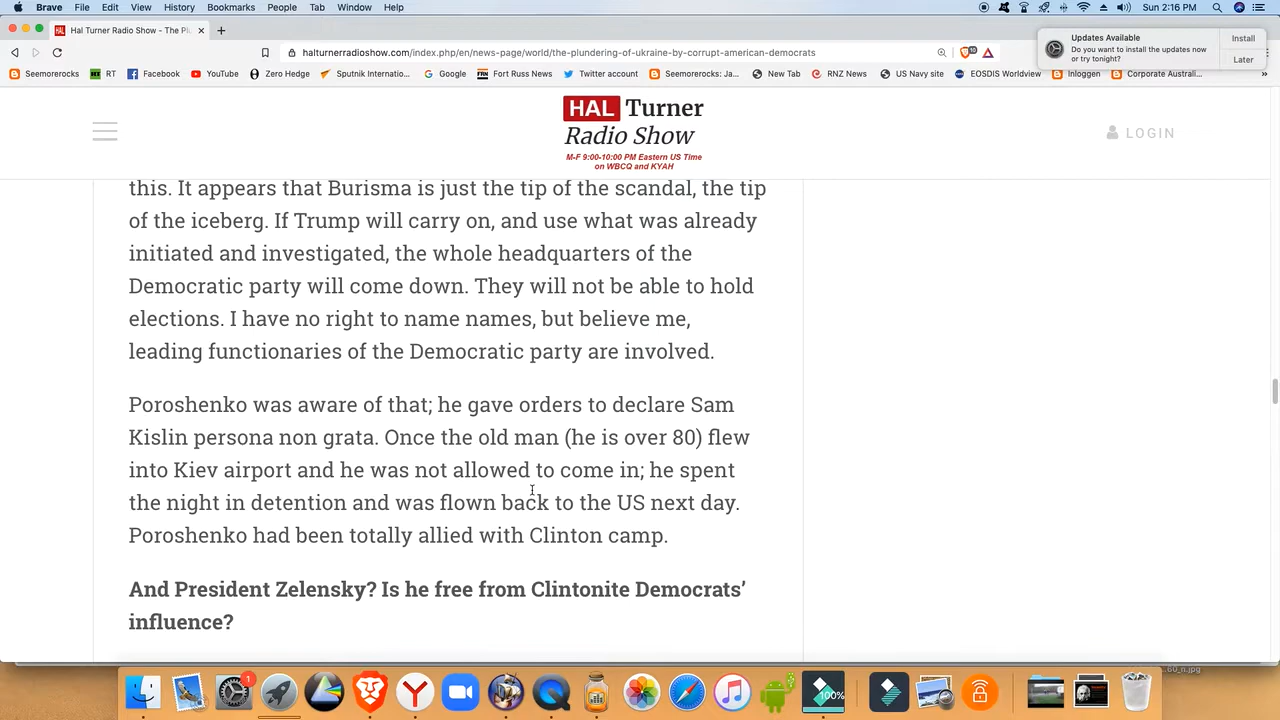 Brave File Edit View History Bookmarks People Tab Window Help Sun 2:16 PM
Hal Turner Radio Show - The Plu
halturnerradioshow.com/index.php/en/news-page/world/the-plundering-of-ukraine-by-corrupt-american-democrats
Updates Available
Do you want to install the updates now
or try tonight?
Install
Later
Seemorerocks RT Facebook YouTube Zero Hedge Sputnik Internatio... Google Fort Russ News Twitter account Seemorerocks: Ja... New Tab RNZ News US Navy site EOSDIS Worldview Inloggen Corporate Australi...
HAL Turner
Radio Show
M-F 9:00-10:00 PM Eastern US Time
on WBCQ and KYAH
LOGIN
this. It appears that Burisma is just the tip of the scandal, the tip
of the iceberg. If Trump will carry on, and use what was already
initiated and investigated, the whole headquarters of the
Democratic party will come down. They will not be able to hold
elections. I have no right to name names, but believe me,
leading functionaries of the Democratic party are involved.
Poroshenko was aware of that; he gave orders to declare Sam
Kislin persona non grata. Once the old man (he is over 80) flew
into Kiev airport and he was not allowed to come in; he spent
the night in detention and was flown back to the US next day.
Poroshenko had been totally allied with Clinton camp.
And President Zelensky? Is he free from Clintonite Democrats'
influence?
60_n.jpg
1
100%